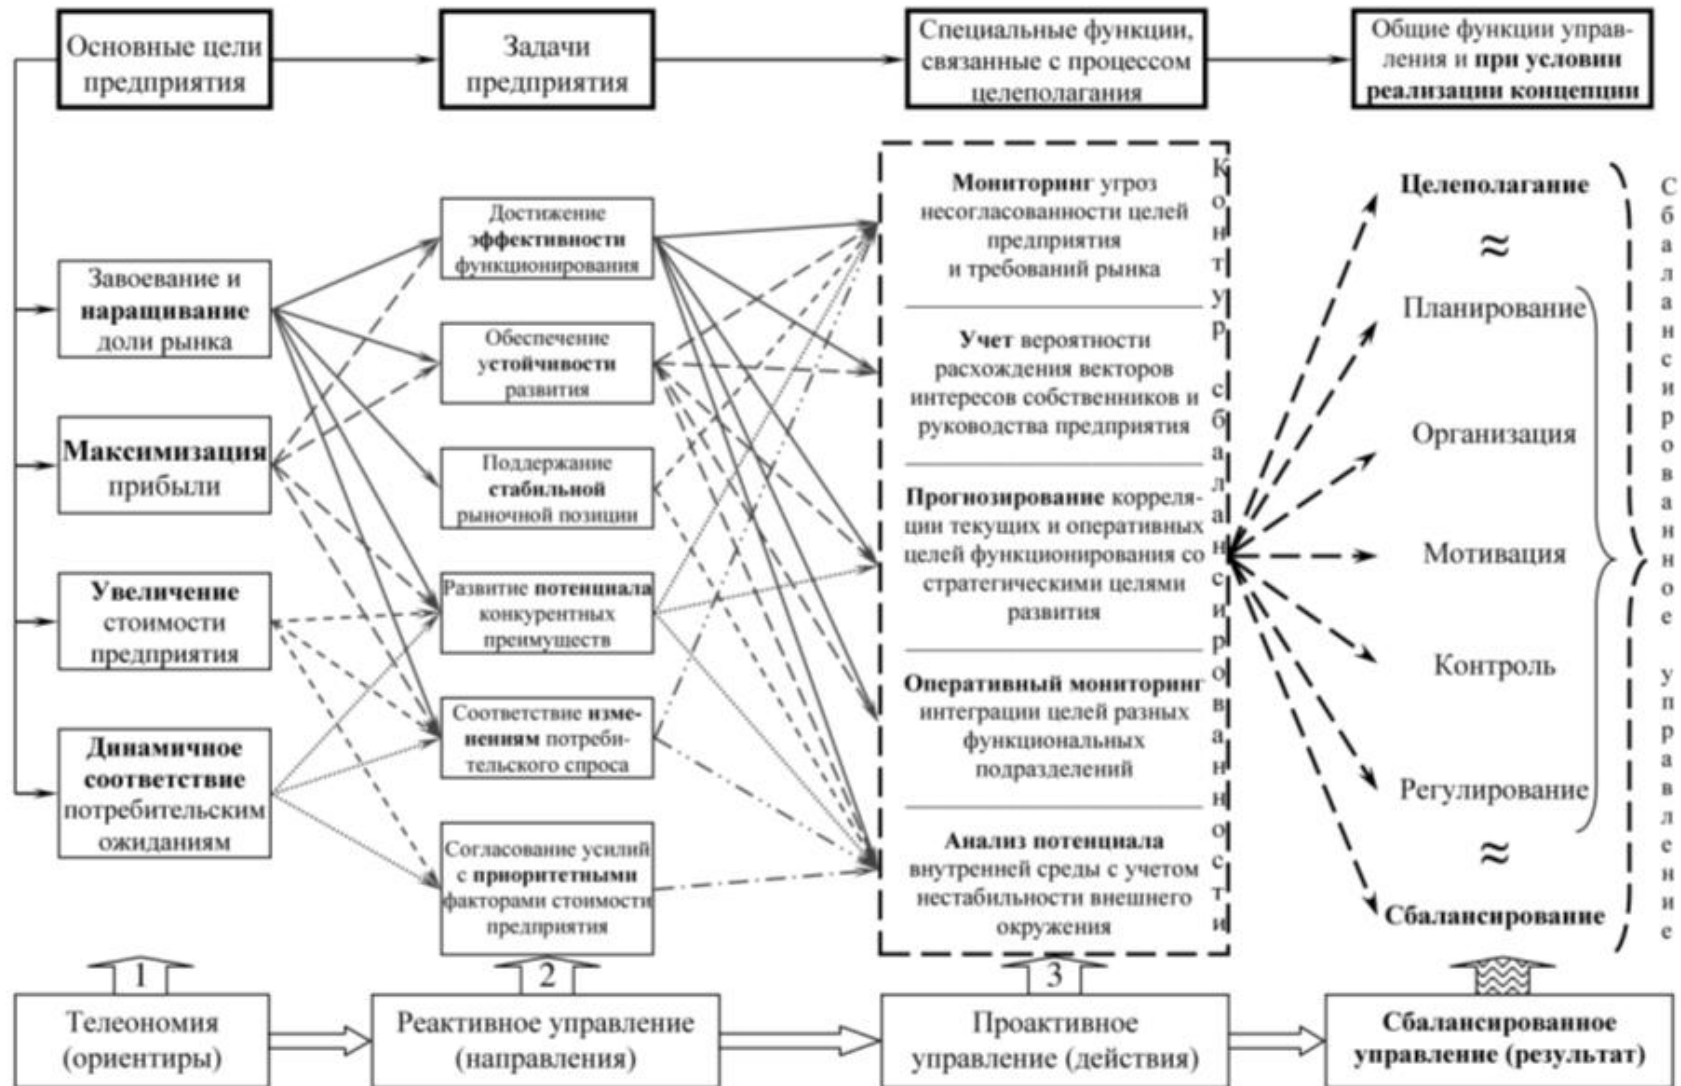 Основные цели
предприятия
Задачи
предприятия
Специальные функции,
связанные с процессом
целеполагания
Общие функции управ-
ления и при условии
реализации концепции
Завоевание и
наращивание
доли рынка
Максимизация
прибыли
Увеличение
стоимости
предприятия
Динамичное
соответствие
потребительским
ожиданиям
Достижение
эффективности
функционирования
Обеспечение
устойчивости
развития
Поддержание
стабильной
рыночной позиции
Развитие потенциала
конкурентных
преимуществ
Соответствие изме-
нениям потреби-
тельского спроса
Согласование усилий
с приоритетными
факторами стоимости
предприятия
Мониторинг угроз
несогласованности целей
предприятия
и требований рынка
Учет вероятности
расхождения векторов
интересов собственников и
руководства предприятия
Прогнозирование корреля-
ции текущих и оперативных
целей функционирования со
стратегическими целями
развития
Оперативный мониторинг
интеграции целей разных
функциональных
подразделений
Анализ потенциала
внутренней среды с учетом
нестабильности внешнего
окружения
Контур сбалансированности
Целеполагание
≈
Планирование
Организация
Мотивация
Контроль
Регулирование
≈
Сбалансирование
Сбалансированное управление
1
2
3
Телеономия
(ориентиры)
Реактивное управление
(направления)
Проактивное
управление (действия)
Сбалансированное
управление (результат)